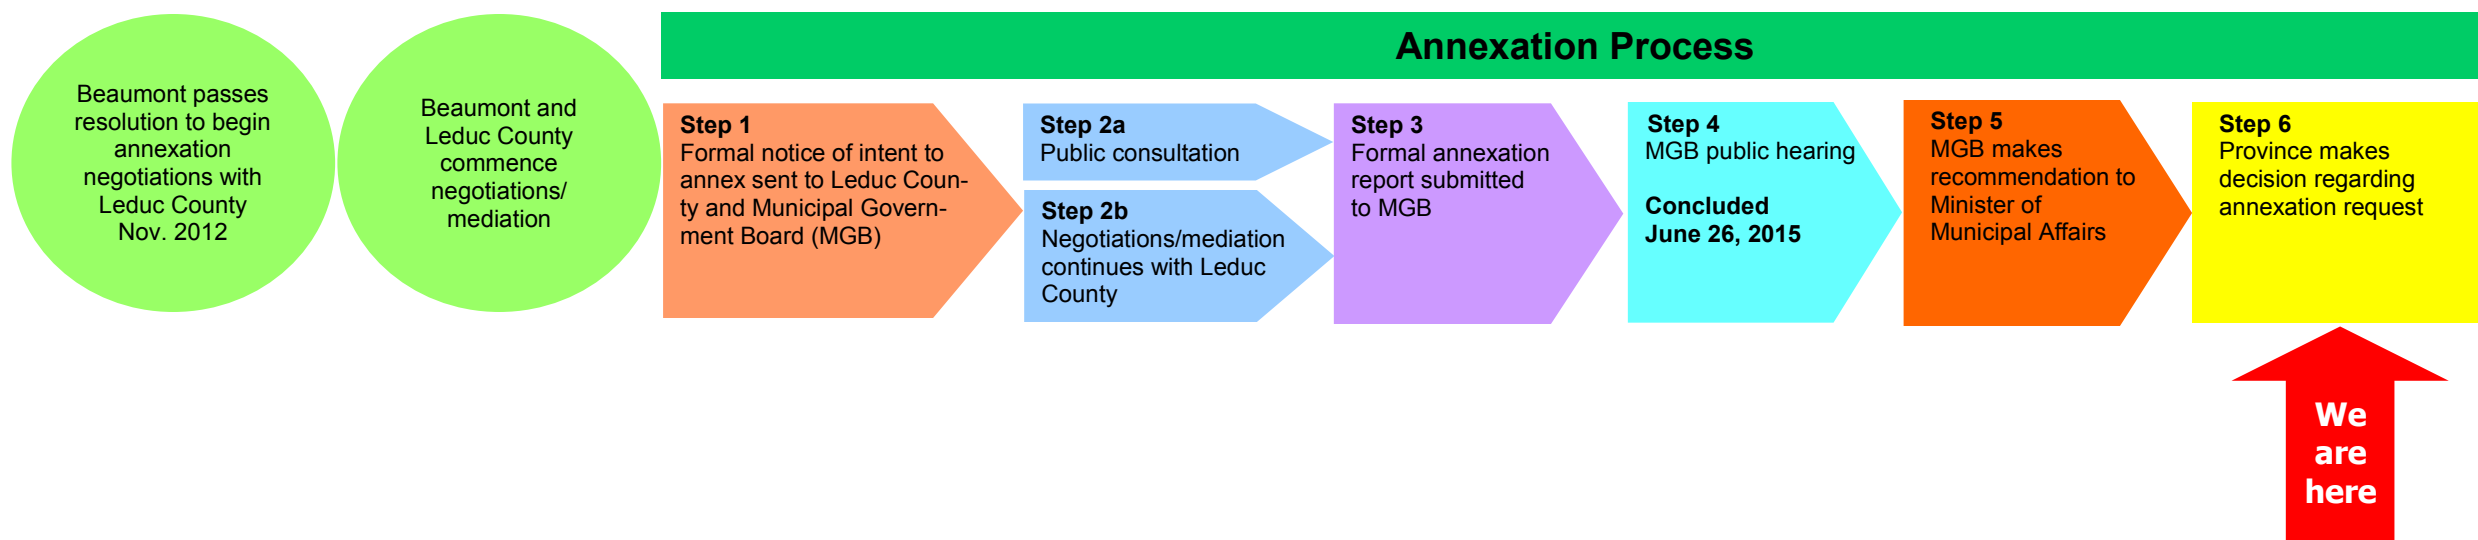 Annexation Process
Beaumont passes
resolution to begin
annexation
negotiations with
Leduc County
Nov. 2012
Beaumont and
Leduc County
commence
negotiations/
mediation
Step 1
Formal notice of intent to
annex sent to Leduc Coun-
ty and Municipal Govern-
ment Board (MGB)
Step 2a
Public consultation
Step 2b
Negotiations/mediation
continues with Leduc
County
Step 3
Formal annexation
report submitted
to MGB
Step 4
MGB public hearing
Concluded
June 26, 2015
Step 5
MGB makes
recommendation to
Minister of
Municipal Affairs
Step 6
Province makes
decision regarding
annexation request
We
are
here